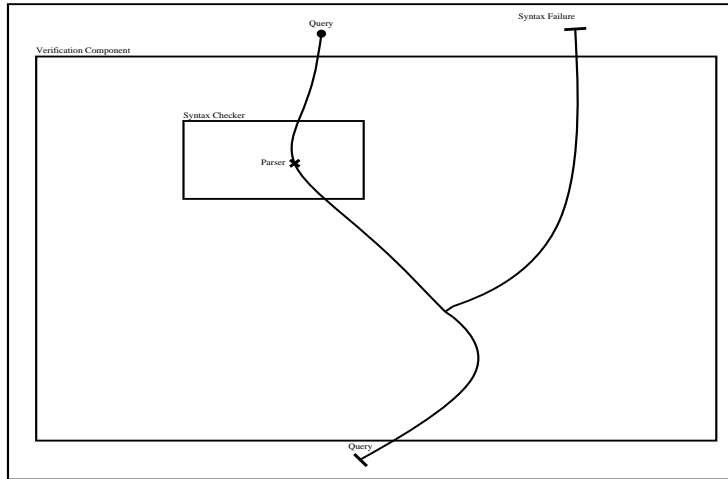 Syntax Failure
Query
Verification Component
Syntax Checker
Parser
Query